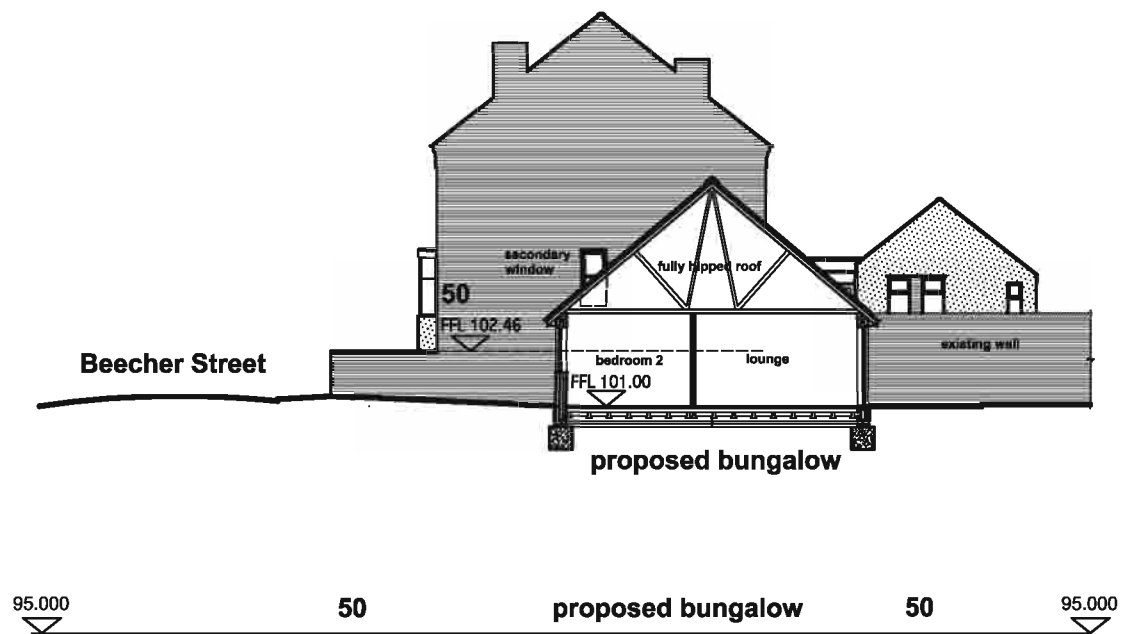 secondary
window
fully hipped roof
50
FFL 102.46
existing wall
Beecher Street
bedroom 2
lounge
FFL 101.00
proposed bungalow
95.000
50
proposed bungalow
50
95.000